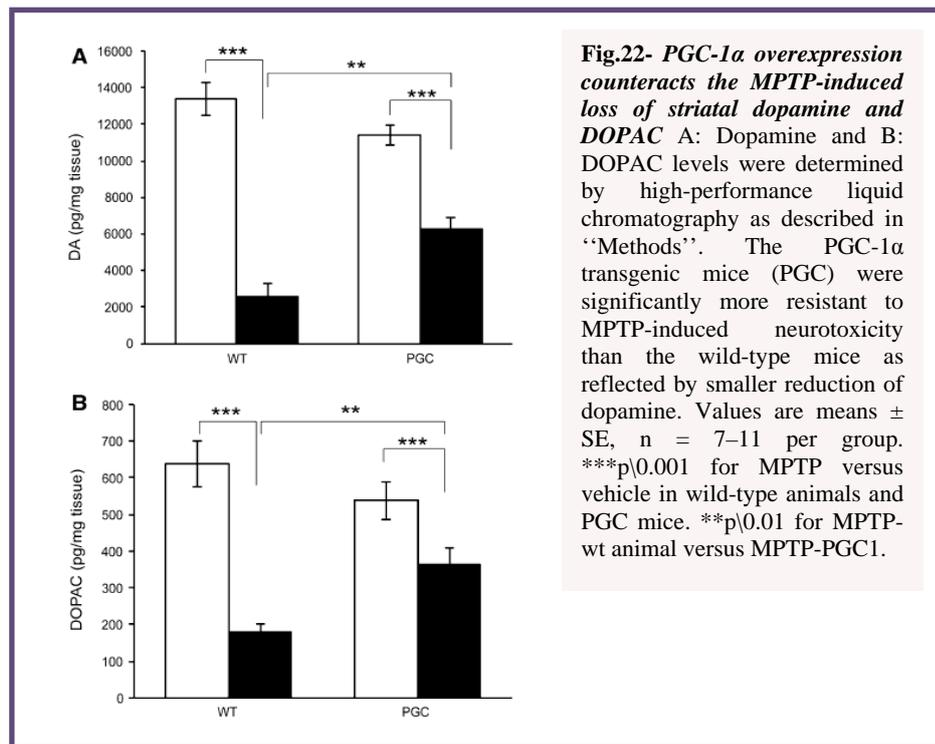 A
16000
14000
12000
10000
8000
6000
4000
2000
0
DA (pg/mg tissue)
***
**
***
WT
PGC
B
800
700
600
500
400
300
200
100
0
DOPAC (pg/mg tissue)
***
**
***
WT
PGC
Fig.22- PGC-1α overexpression
counteracts the MPTP-induced
loss of striatal dopamine and
DOPAC A: Dopamine and B:
DOPAC levels were determined
by high-performance liquid
chromatography as described in
‘‘Methods’’. The PGC-1α
transgenic mice (PGC) were
significantly more resistant to
MPTP-induced neurotoxicity
than the wild-type mice as
reflected by smaller reduction of
dopamine. Values are means ±
SE, n = 7–11 per group.
***p\0.001 for MPTP versus
vehicle in wild-type animals and
PGC mice. **p\0.01 for MPTP-
wt animal versus MPTP-PGC1.